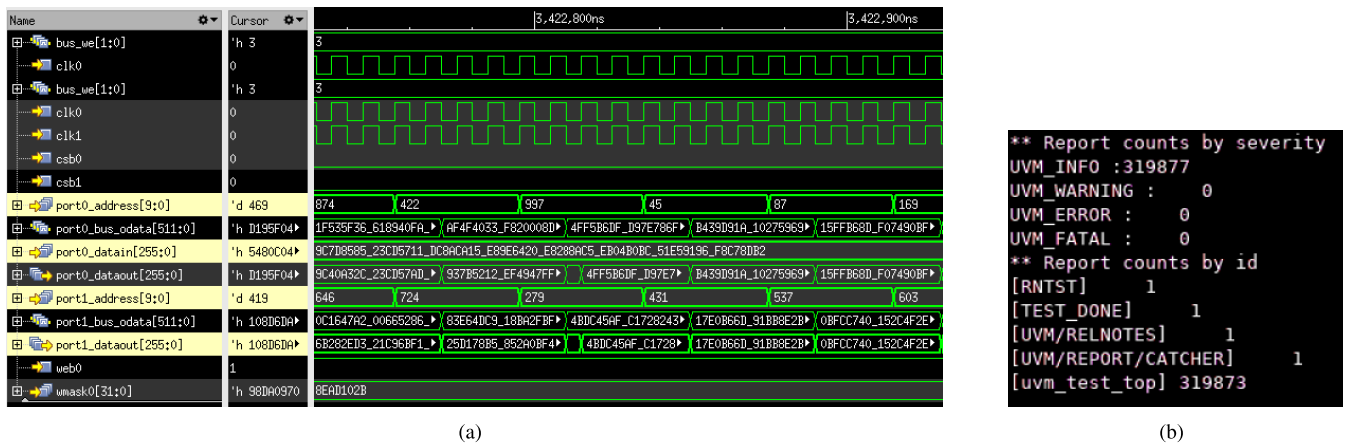 Name Cursor 3,422,800ns 3,422,900ns
bus_we[1:0] 'h 3 3
clk0 0
bus_we[1:0] 'h 3 3
clk0 0
clk1 0
csb0 0
csb1 0
port0_address[9:0] 'd 469 874 422 997 45 87 169
port0_bus_odata[511:0] 'h D195F04 1F535F36_618940FA_ AF4F4033_F820008D 4FF5B6DF_D97E786F B439D91A_10275969 15FFB68D_F07490BF
port0_datain[255:0] 'h 5480C04 9C7D8585_23CD5711_DC8ACA15_E89E6420_E8288AC5_EB04B0BC_51E59196_F8C78DB2
port0_dataout[255:0] 'h D195F04 9C40A32C_23CD57AD_ 937B5212_EF4947FF 4FF5B6DF_D97E7 B439D91A_10275969 15FFB68D_F07490BF
port1_address[9:0] 'd 419 646 724 279 431 537 603
port1_bus_odata[511:0] 'h 108D6DA 0C1647A2_00665286_ 83E64DC9_18BA2FBF 4BDC45AF_C1728243 17E0B66D_91BB8E2B 0BFCC740_152C4F2E
port1_dataout[255:0] 'h 108D6DA 6B282ED3_21C96BF1_ 25D178B5_852A0BF4 4BDC45AF_C1728 17E0B66D_91BB8E2B 0BFCC740_152C4F2E
web0 1
wmask0[31:0] 'h 98DA0970 8EAD102B
(a)
** Report counts by severity
UVM_INFO :319877
UVM_WARNING : 0
UVM_ERROR : 0
UVM_FATAL : 0
** Report counts by id
[RNTST] 1
[TEST_DONE] 1
[UVM/RELNOTES] 1
[UVM/REPORT/CATCHER] 1
[uvm_test_top] 319873
(b)